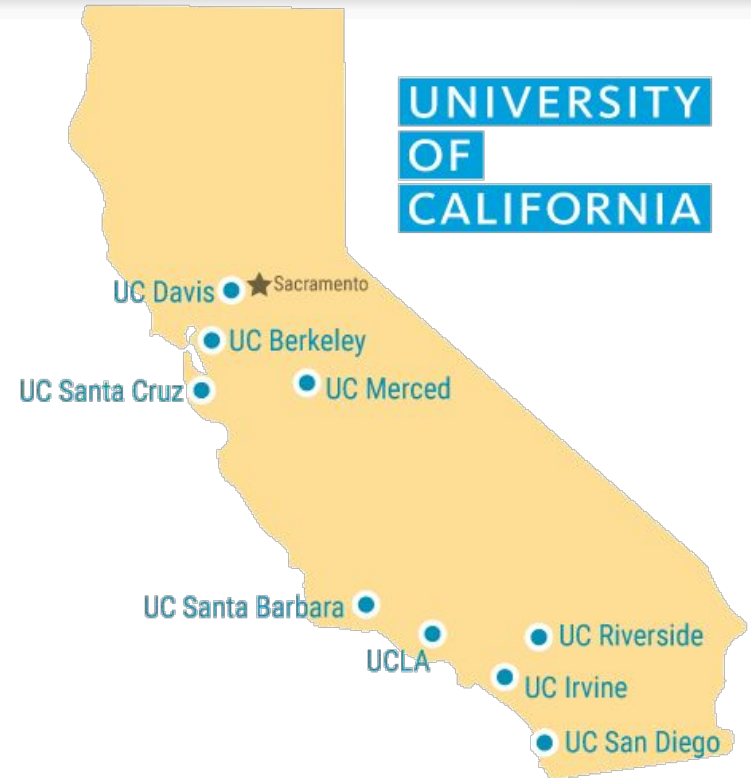 UNIVERSITY
OF
CALIFORNIA
UC Davis
Sacramento
UC Berkeley
UC Santa Cruz
UC Merced
UC Santa Barbara
UCLA
UC Riverside
UC Irvine
UC San Diego